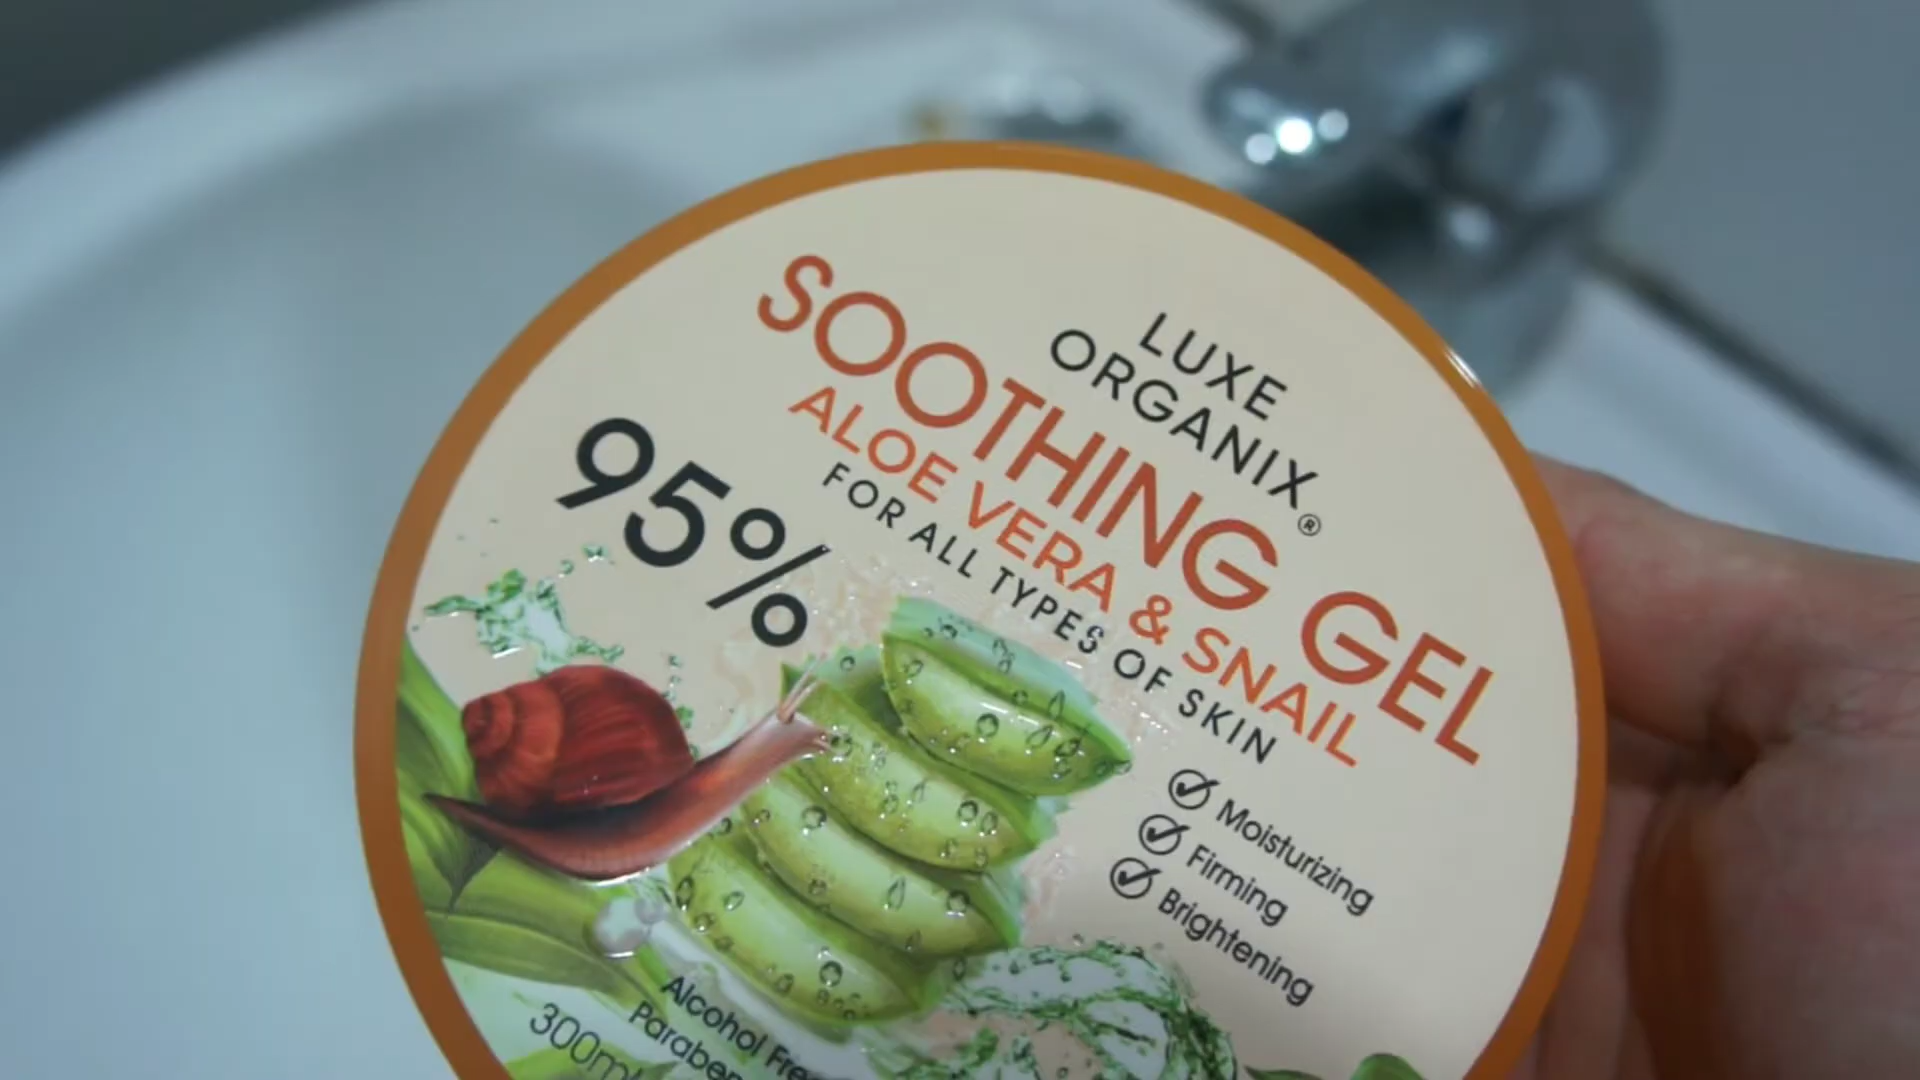 LUXE
ORGANIX®
SOOTHING GEL
ALOE VERA & SNAIL
FOR ALL TYPES OF SKIN
95%
Moisturizing
Firming
Brightening
Alcohol Fre
Paraben
300ml